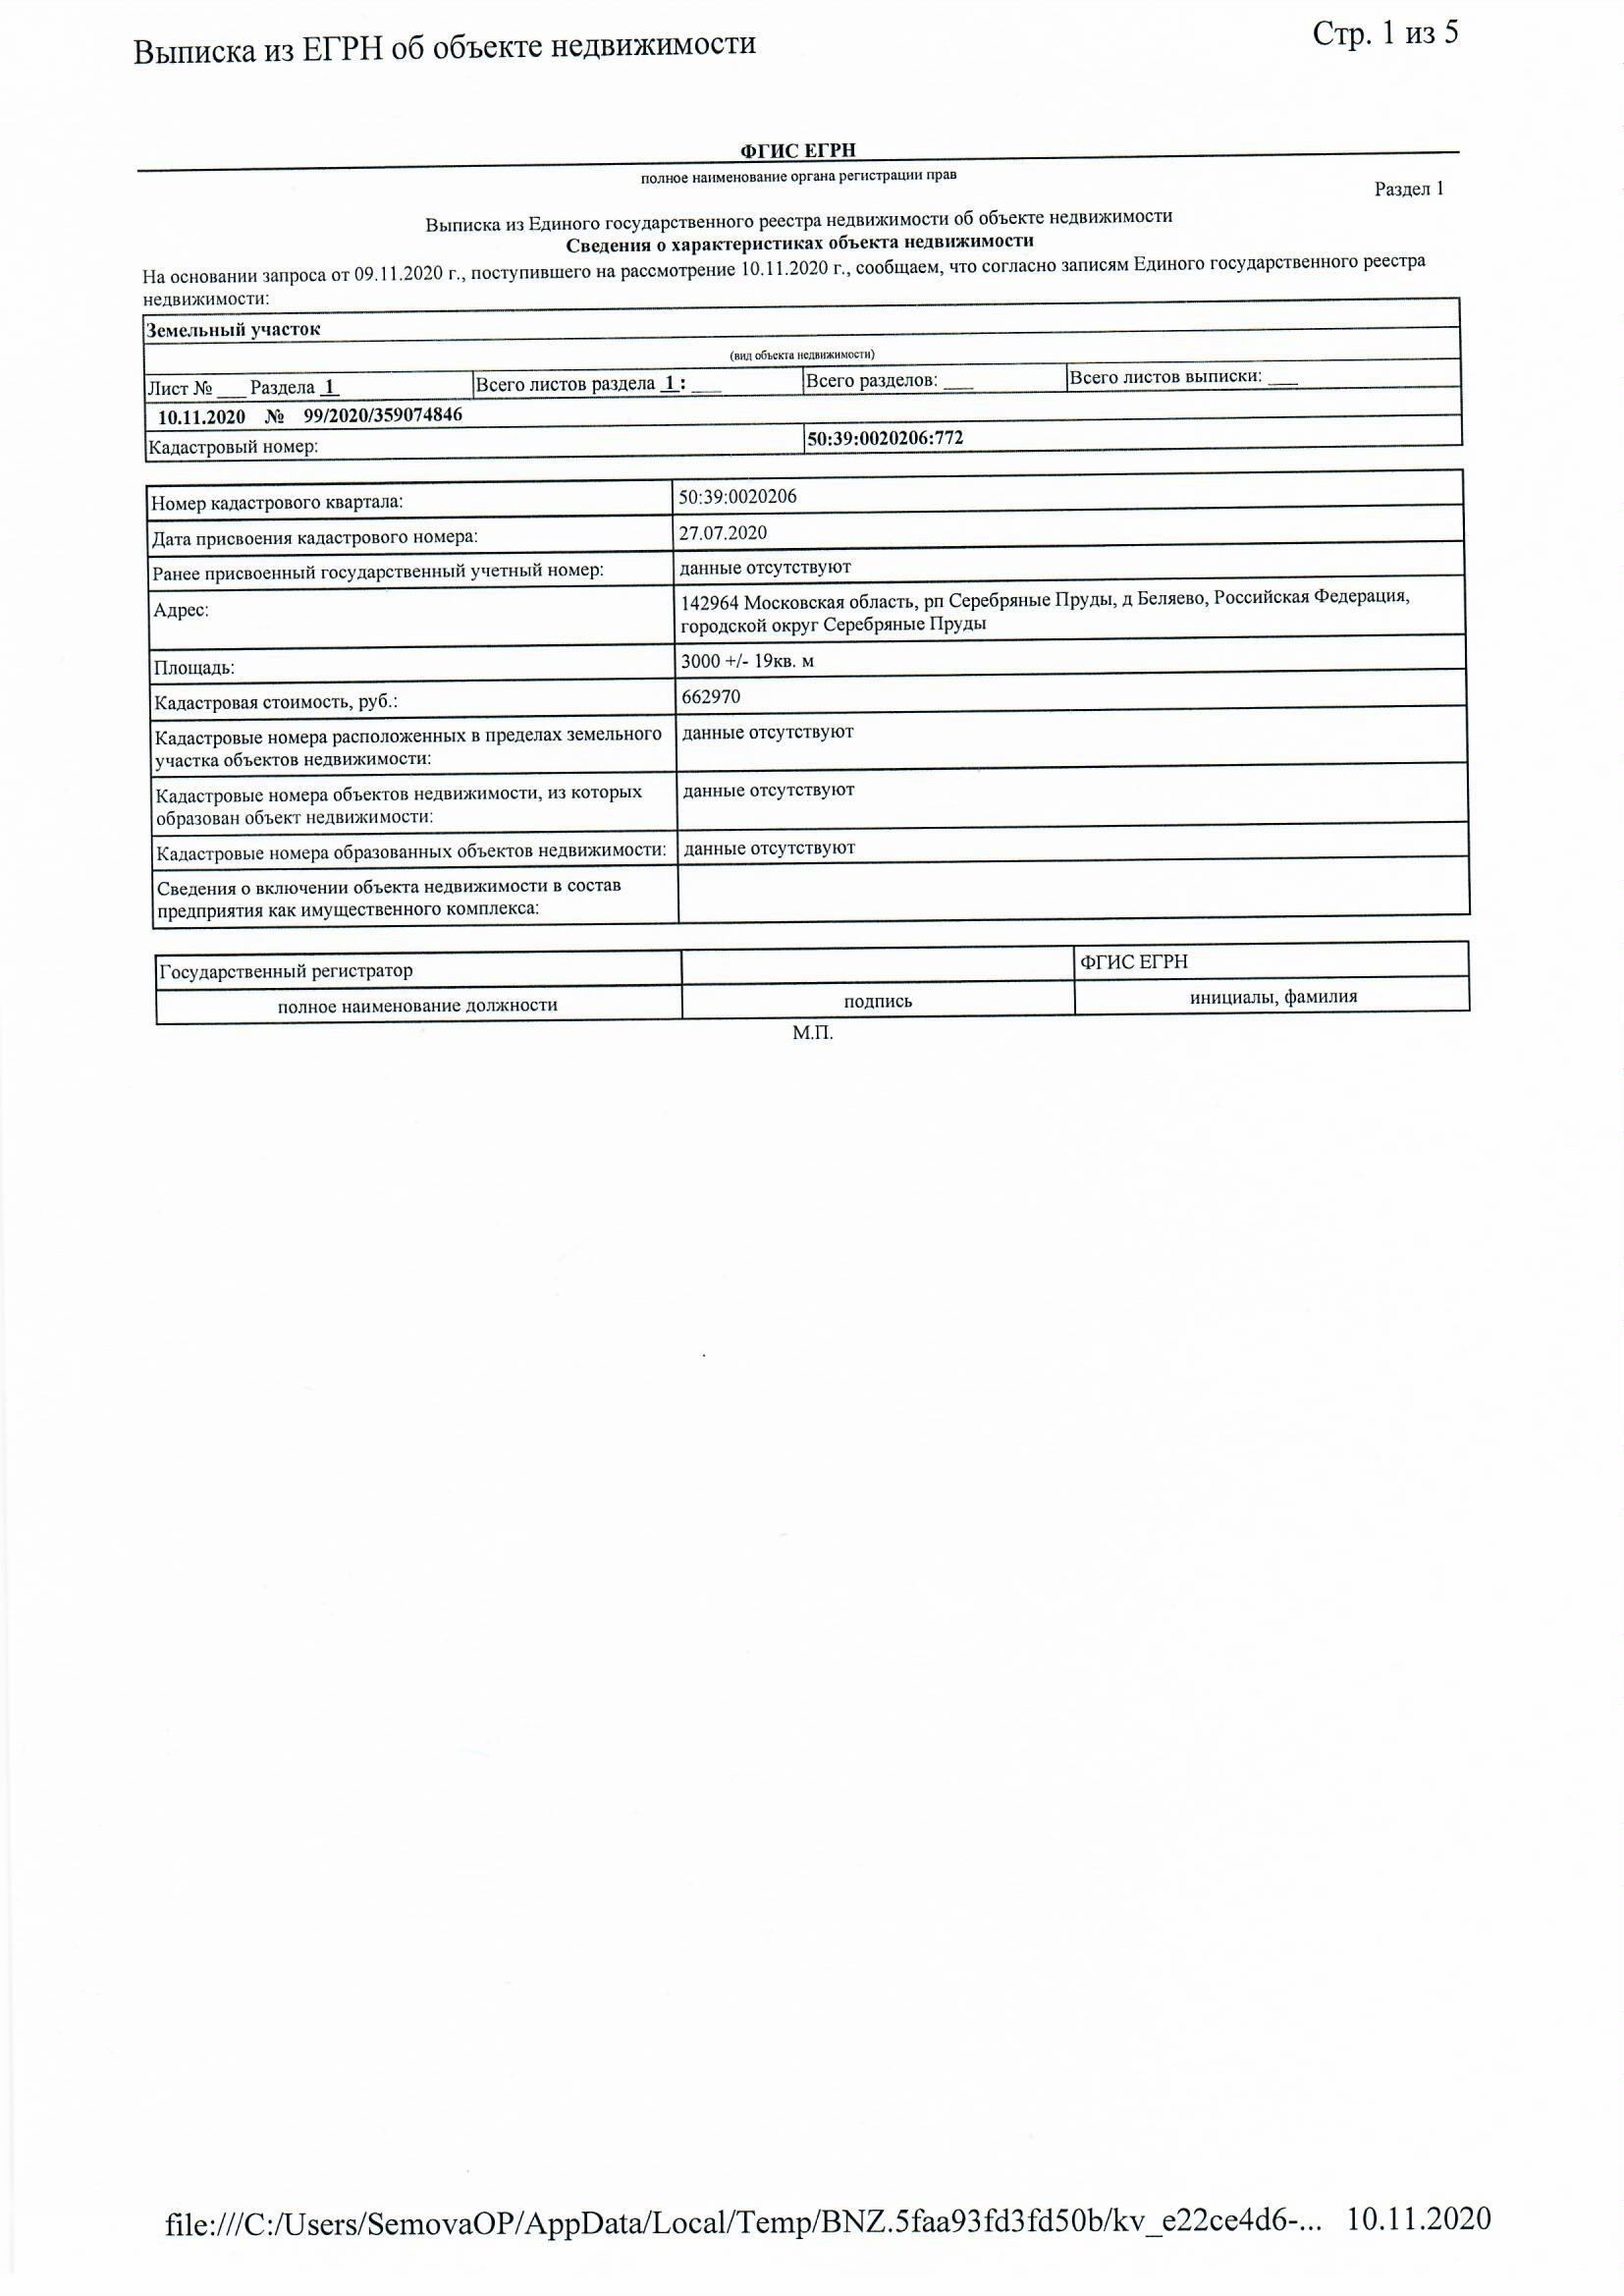 Выписка из ЕГРН об объекте недвижимости
Стр. 1 из 5
ФГИС ЕГРН
полное наименование органа регистрации прав
Раздел 1
Выписка из Единого государственного реестра недвижимости об объекте недвижимости
Сведения о характеристиках объекта недвижимости
На основании запроса от 09.11.2020 г., поступившего на рассмотрение 10.11.2020 г., сообщаем, что согласно записям Единого государственного реестра
недвижимости:
Земельный участок
(вид объекта недвижимости)
Лист № ___ Раздела 1 Всего листов раздела 1 : ___ Всего разделов: ___ Всего листов выписки: ___
10.11.2020 № 99/2020/359074846
Кадастровый номер: 50:39:0020206:772
Номер кадастрового квартала: 50:39:0020206
Дата присвоения кадастрового номера: 27.07.2020
Ранее присвоенный государственный учетный номер: данные отсутствуют
Адрес: 142964 Московская область, рп Серебряные Пруды, д Беляево, Российская Федерация,
городской округ Серебряные Пруды
Площадь: 3000 +/- 19кв. м
Кадастровая стоимость, руб.: 662970
Кадастровые номера расположенных в пределах земельного данные отсутствуют
участка объектов недвижимости:
Кадастровые номера объектов недвижимости, из которых данные отсутствуют
образован объект недвижимости:
Кадастровые номера образованных объектов недвижимости: данные отсутствуют
Сведения о включении объекта недвижимости в состав
предприятия как имущественного комплекса:
Государственный регистратор ФГИС ЕГРН
полное наименование должности подпись инициалы, фамилия
М.П.
file:///C:/Users/SemovaOP/AppData/Local/Temp/BNZ.5faa93fd3fd50b/kv_e22ce4d6-... 10.11.2020